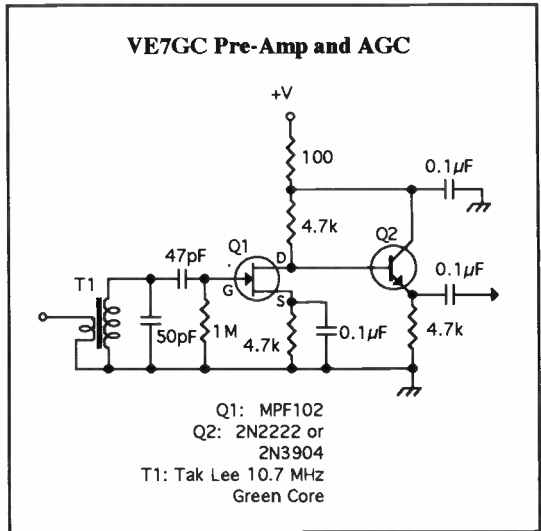 VE7GC Pre-Amp and AGC
+V
100
0.1µF
4.7k
Q2
47pF
Q1
D
0.1µF
T1
G
S
50pF
1M
4.7k
0.1µF
4.7k
Q1: MPF102
Q2: 2N2222 or
2N3904
T1: Tak Lee 10.7 MHz
Green Core